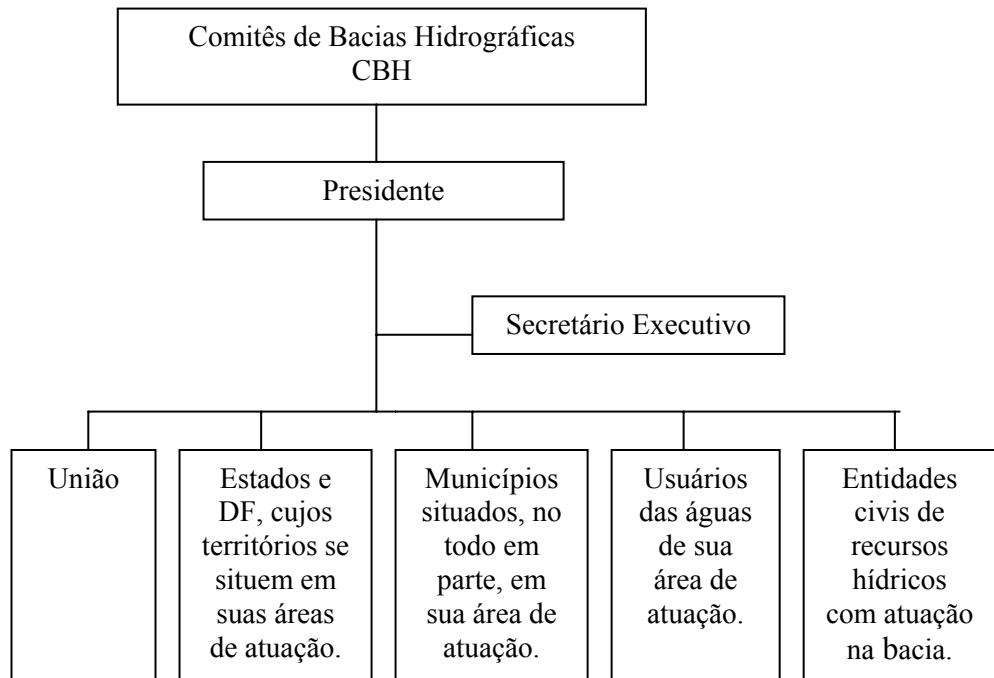 Comitês de Bacias Hidrográficas
CBH
Presidente
Secretário Executivo
União
Estados e
DF, cujos
territórios se
situem em
suas áreas
de atuação.
Municípios
situados, no
todo em
parte, em
sua área de
atuação.
Usuários
das águas
de sua
área de
atuação.
Entidades
civis de
recursos
hídricos
com atuação
na bacia.